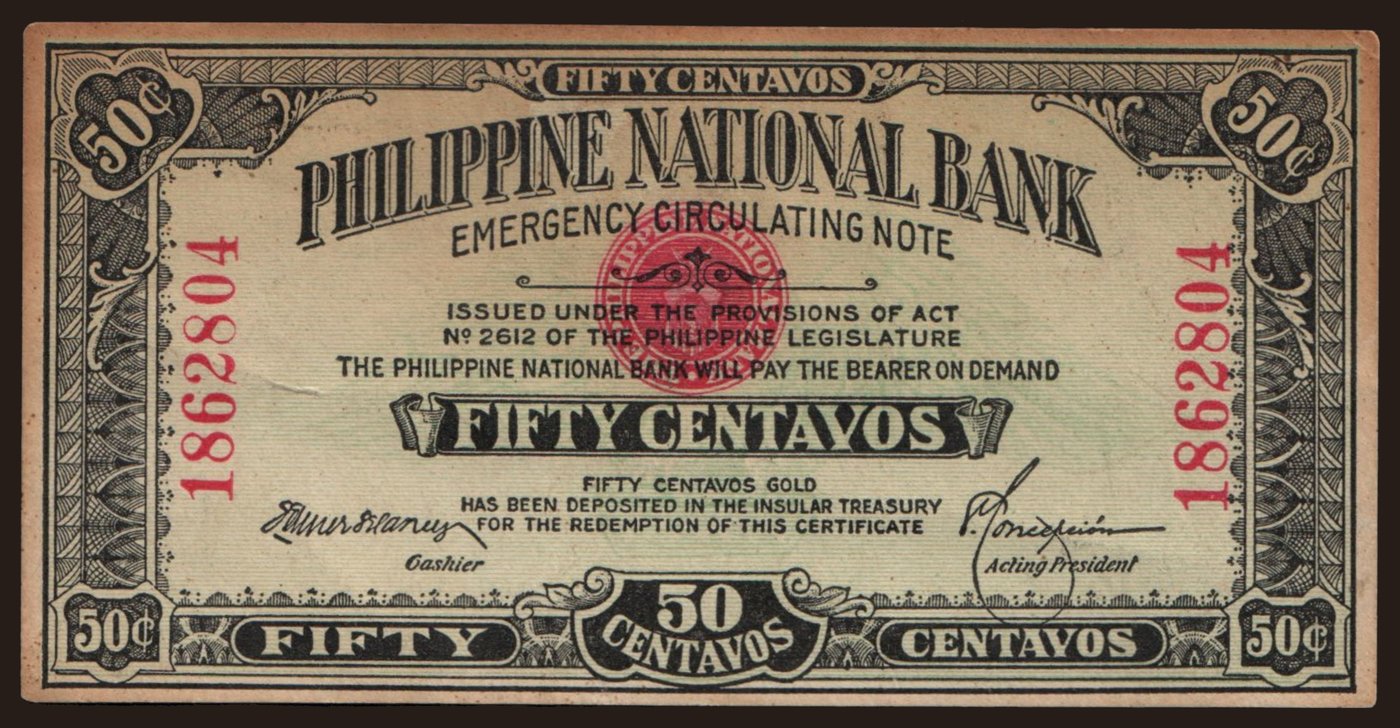 FIFTY CENTAVOS
50¢
50¢
PHILIPPINE NATIONAL BANK
EMERGENCY CIRCULATING NOTE
1862804
1862804
ISSUED UNDER THE PROVISIONS OF ACT
Nº 2612 OF THE PHILIPPINE LEGISLATURE
THE PHILIPPINE NATIONAL BANK WILL PAY THE BEARER ON DEMAND
FIFTY CENTAVOS
FIFTY CENTAVOS GOLD
HAS BEEN DEPOSITED IN THE INSULAR TREASURY
FOR THE REDEMPTION OF THIS CERTIFICATE
Cashier
Acting President
50¢
FIFTY
50
CENTAVOS
CENTAVOS
50¢